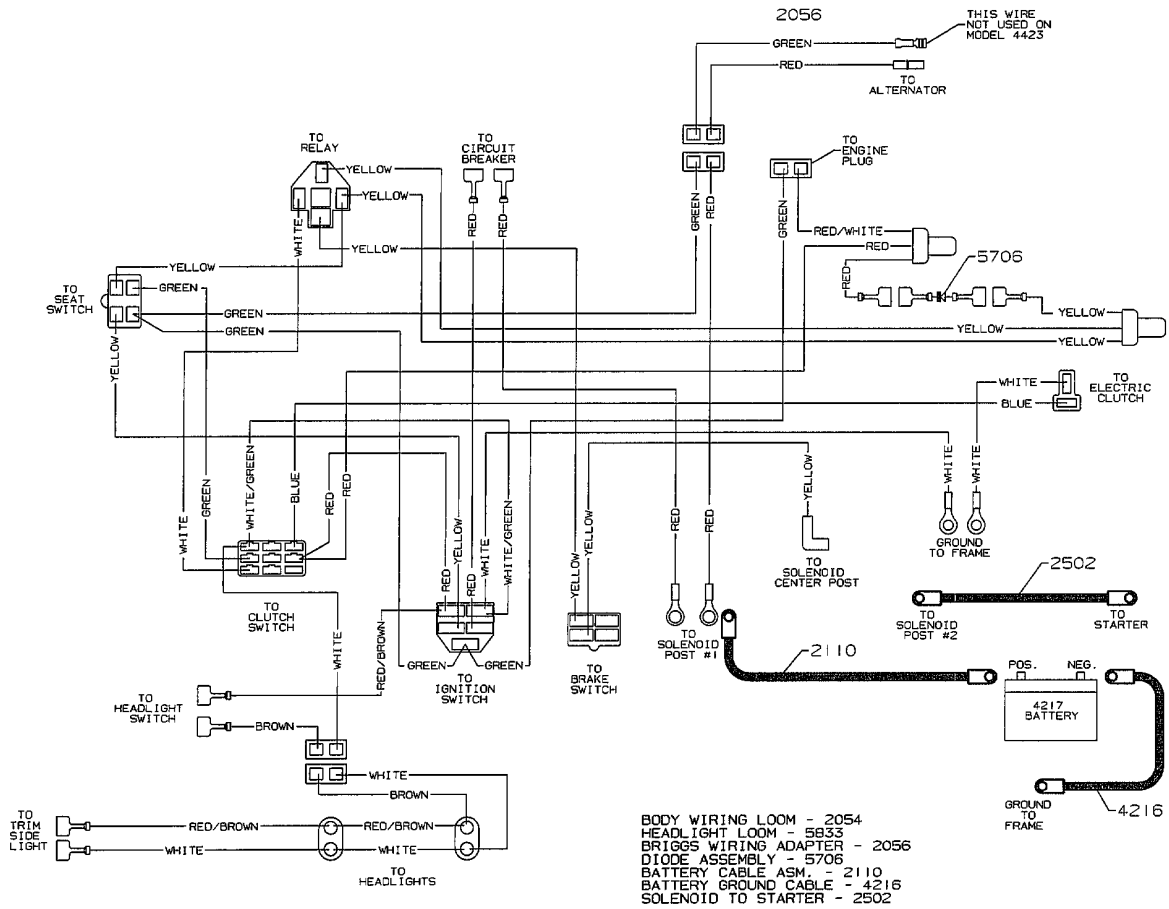 2056
THIS WIRE
NOT USED ON
MODEL 4423
GREEN
RED
TO
ALTERNATOR
TO
RELAY
TO
CIRCUIT
BREAKER
TO
ENGINE
PLUG
YELLOW
YELLOW
WHITE
RED
RED
GREEN
RED
GREEN
RED/WHITE
RED
YELLOW
RED
5706
YELLOW
GREEN
TO
SEAT
SWITCH
GREEN
GREEN
YELLOW
YELLOW
YELLOW
YELLOW
WHITE
BLUE
TO
ELECTRIC
CLUTCH
WHITE
GREEN
WHITE/GREEN
BLUE
RED
RED
RED
YELLOW
RED
WHITE
WHITE/GREEN
YELLOW
YELLOW
RED
RED
YELLOW
WHITE
WHITE
GROUND
TO FRAME
TO
SOLENOID
CENTER POST
2502
TO
CLUTCH
SWITCH
TO
SOLENOID
POST #2
TO
STARTER
WHITE
RED/BROWN
GREEN
GREEN
TO
IGNITION
SWITCH
TO
BRAKE
SWITCH
TO
SOLENOID
POST #1
2110
POS. NEG.
4217
BATTERY
TO
HEADLIGHT
SWITCH
BROWN
WHITE
BROWN
GROUND
TO
FRAME
4216
TO
TRIM
SIDE
LIGHT
RED/BROWN
RED/BROWN
WHITE
WHITE
TO
HEADLIGHTS
BODY WIRING LOOM - 2054
HEADLIGHT LOOM - 5833
BRIGGS WIRING ADAPTER - 2056
DIODE ASSEMBLY - 5706
BATTERY CABLE ASM. - 2110
BATTERY GROUND CABLE - 4216
SOLENOID TO STARTER - 2502